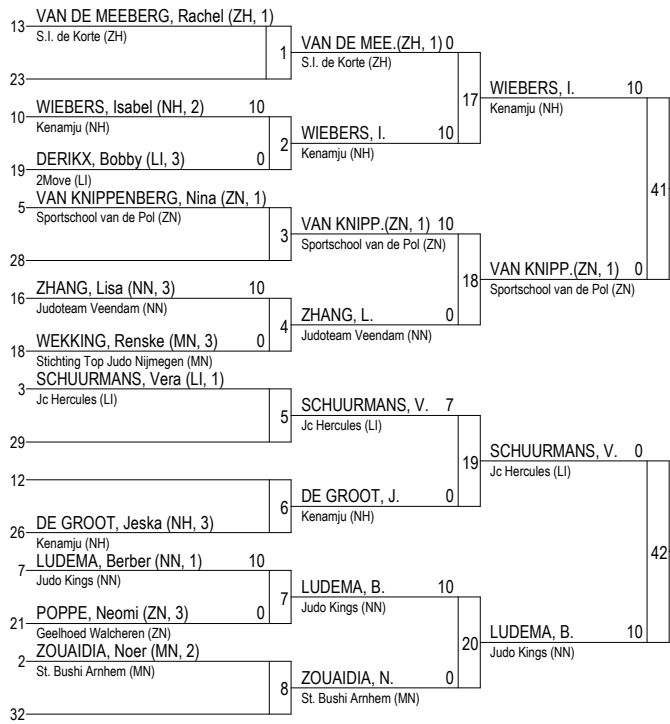 13 VAN DE MEEBERG, Rachel (ZH, 1)
S.I. de Korte (ZH)
1 VAN DE MEE.(ZH, 1) 0
S.I. de Korte (ZH)
23
17 WIEBERS, I. 10
Kenamju (NH)
10 WIEBERS, Isabel (NH, 2) 10
Kenamju (NH)
2 WIEBERS, I. 10
Kenamju (NH)
19 DERIKX, Bobby (LI, 3) 0
2Move (LI)
41
5 VAN KNIPPENBERG, Nina (ZN, 1)
Sportschool van de Pol (ZN)
3 VAN KNIPP.(ZN, 1) 10
Sportschool van de Pol (ZN)
28
18 VAN KNIPP.(ZN, 1) 0
Sportschool van de Pol (ZN)
16 ZHANG, Lisa (NN, 3) 10
Judoteam Veendam (NN)
4 ZHANG, L. 0
Judoteam Veendam (NN)
18 WEKKING, Renske (MN, 3) 0
Stichting Top Judo Nijmegen (MN)
3 SCHUURMANS, Vera (LI, 1)
Jc Hercules (LI)
5 SCHUURMANS, V. 7
Jc Hercules (LI)
29
19 SCHUURMANS, V. 0
Jc Hercules (LI)
12
6 DE GROOT, J. 0
Kenamju (NH)
26 DE GROOT, Jeska (NH, 3)
Kenamju (NH)
42
7 LUDEMA, Berber (NN, 1) 10
Judo Kings (NN)
7 LUDEMA, B. 10
Judo Kings (NN)
21 POPPE, Neomi (ZN, 3) 0
Geelhoed Walcheren (ZN)
20 LUDEMA, B. 10
Judo Kings (NN)
2 ZOUAIDIA, Noer (MN, 2)
St. Bushi Arnhem (MN)
8 ZOUAIDIA, N. 0
St. Bushi Arnhem (MN)
32